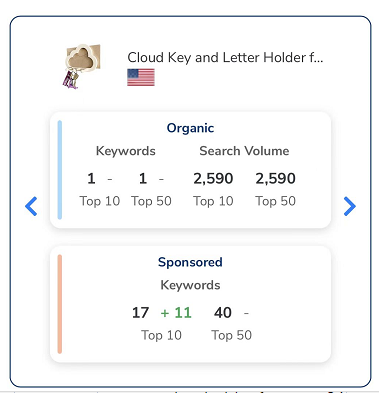 Cloud Key and Letter Holder f...
Organic
Keywords Search Volume
1 - 1 - 2,590 2,590
Top 10 Top 50 Top 10 Top 50
Sponsored
Keywords
17 + 11 40 -
Top 10 Top 50